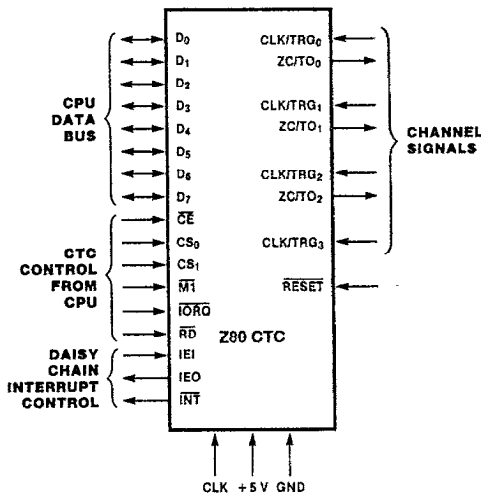 D0 CLK/TRG0
D1 ZC/TO0
D2
CPU
DATA
BUS
D3 CLK/TRG1
D4 ZC/TO1
D5
D6 CLK/TRG2
D7 ZC/TO2
CHANNEL
SIGNALS
CE
CS0 CLK/TRG3
CS1
CTC
CONTROL
FROM
CPU
M1 RESET
IORQ
RD
Z80 CTC
DAISY
CHAIN
INTERRUPT
CONTROL
IEI
IEO
INT
CLK +5V GND